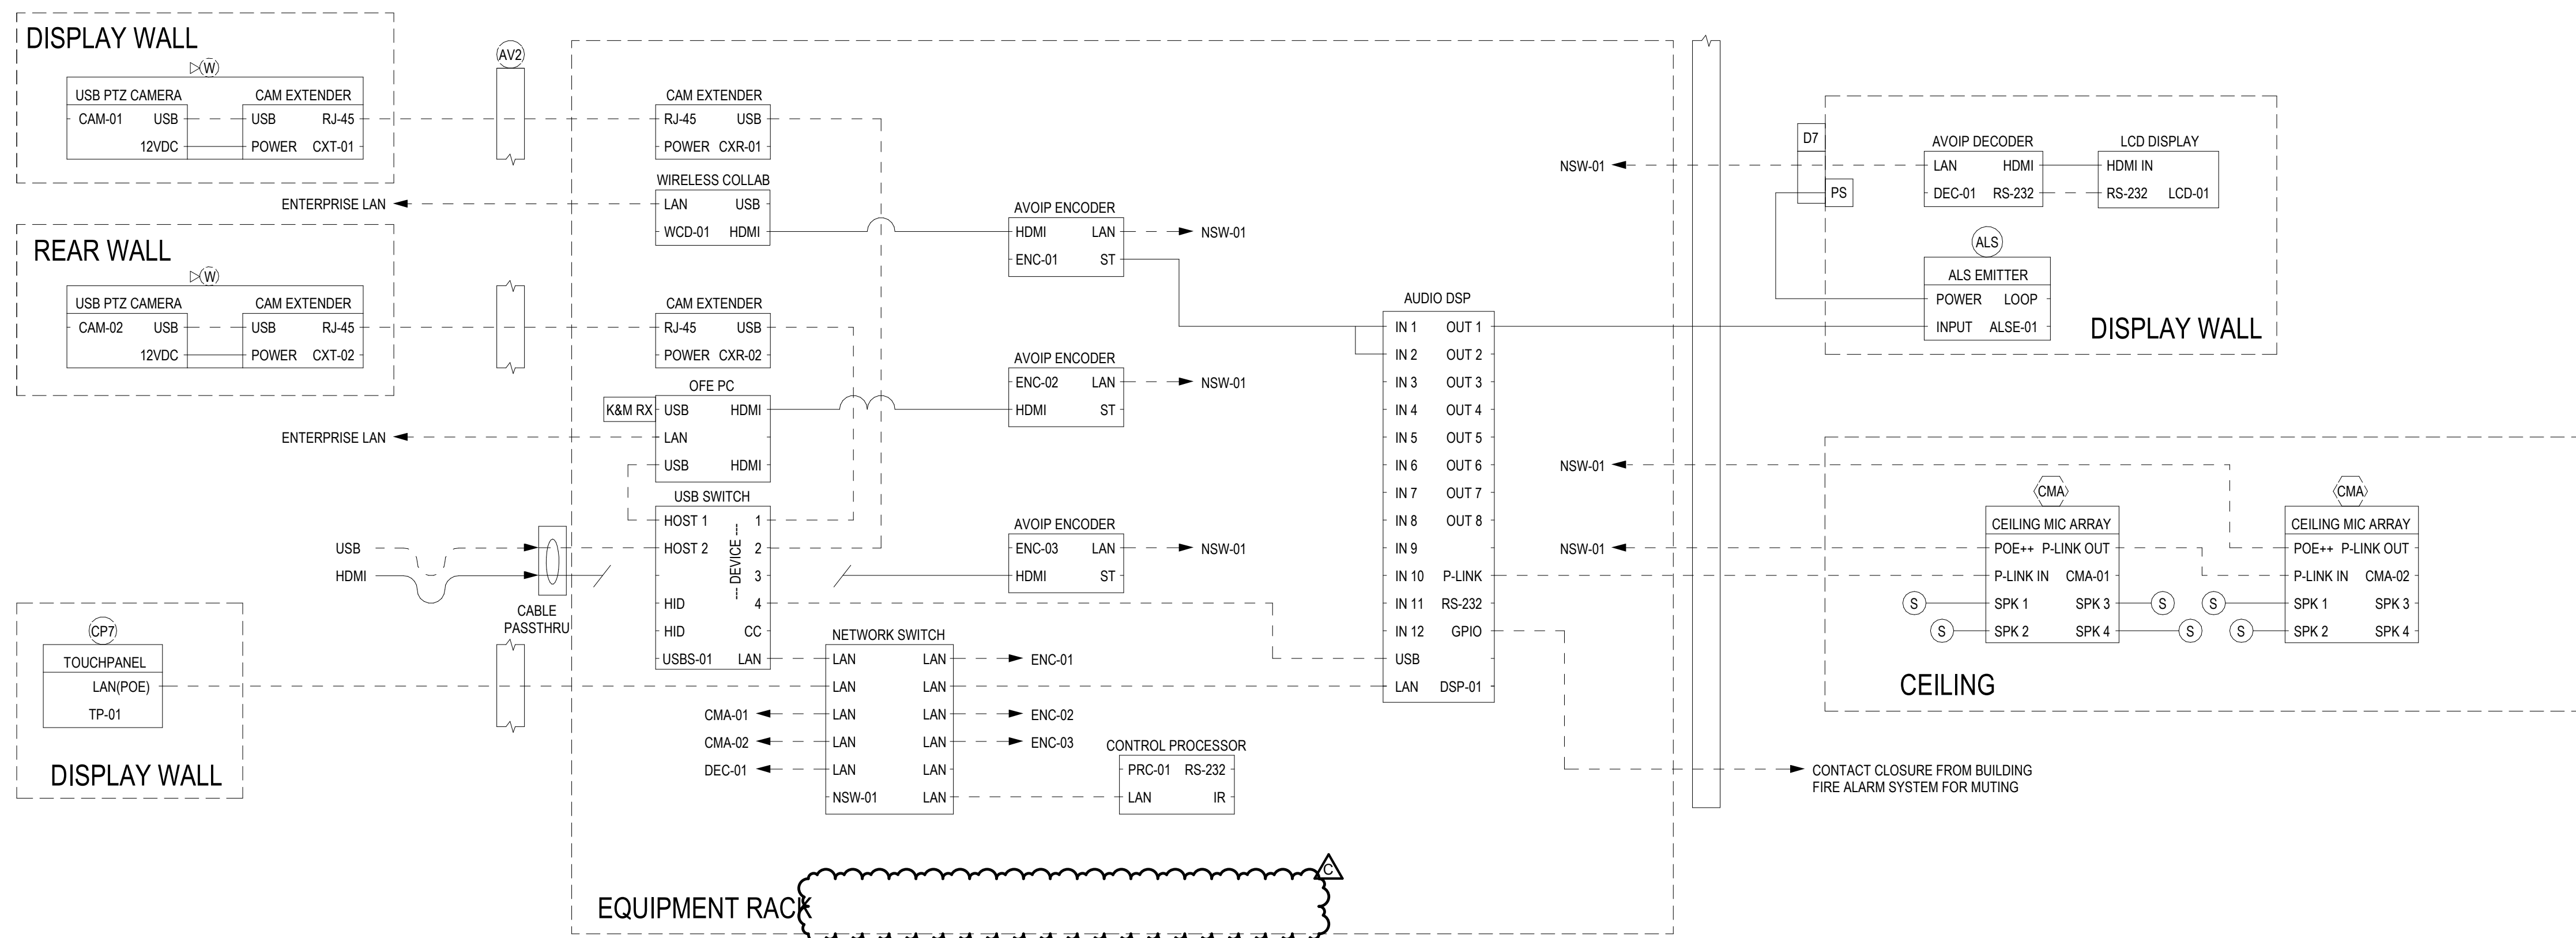 DISPLAY WALL
W
USB PTZ CAMERA
CAM-01 USB
12VDC
CAM EXTENDER
USB RJ-45
POWER CXT-01
AV2
ENTERPRISE LAN
REAR WALL
W
USB PTZ CAMERA
CAM-02 USB
12VDC
CAM EXTENDER
USB RJ-45
POWER CXT-02
ENTERPRISE LAN
USB
HDMI
CABLE
PASSTHRU
CP7
TOUCHPANEL
LAN(POE)
TP-01
DISPLAY WALL
CAM EXTENDER
RJ-45 USB
POWER CXR-01
WIRELESS COLLAB
LAN USB
WCD-01 HDMI
CAM EXTENDER
RJ-45 USB
POWER CXR-02
OFE PC
K&M RX
USB HDMI
LAN
USB HDMI
USB SWITCH
HOST 1 1
HOST 2 2
3
HID 4
HID CC
USBS-01 LAN
--- DEVICE ---
NETWORK SWITCH
LAN LAN
LAN LAN
LAN LAN
LAN LAN
LAN LAN
NSW-01 LAN
CMA-01
CMA-02
DEC-01
ENC-01
ENC-02
ENC-03
CONTROL PROCESSOR
PRC-01 RS-232
LAN IR
AVOIP ENCODER
HDMI LAN
ENC-01 ST
NSW-01
AVOIP ENCODER
ENC-02 LAN
HDMI ST
NSW-01
AVOIP ENCODER
ENC-03 LAN
HDMI ST
NSW-01
AUDIO DSP
IN 1 OUT 1
IN 2 OUT 2
IN 3 OUT 3
IN 4 OUT 4
IN 5 OUT 5
IN 6 OUT 6
IN 7 OUT 7
IN 8 OUT 8
IN 9
IN 10 P-LINK
IN 11 RS-232
IN 12 GPIO
USB
LAN DSP-01
EQUIPMENT RACK
C
NSW-01
D7
PS
AVOIP DECODER
LAN HDMI
DEC-01 RS-232
LCD DISPLAY
HDMI IN
RS-232 LCD-01
ALS
ALS EMITTER
POWER LOOP
INPUT ALSE-01
DISPLAY WALL
NSW-01
NSW-01
CMA
CEILING MIC ARRAY
POE++ P-LINK OUT
P-LINK IN CMA-01
S SPK 1 SPK 3 S
S SPK 2 SPK 4 S
CMA
CEILING MIC ARRAY
POE++ P-LINK OUT
P-LINK IN CMA-02
S SPK 1 SPK 3
S SPK 2 SPK 4
CEILING
CONTACT CLOSURE FROM BUILDING
FIRE ALARM SYSTEM FOR MUTING